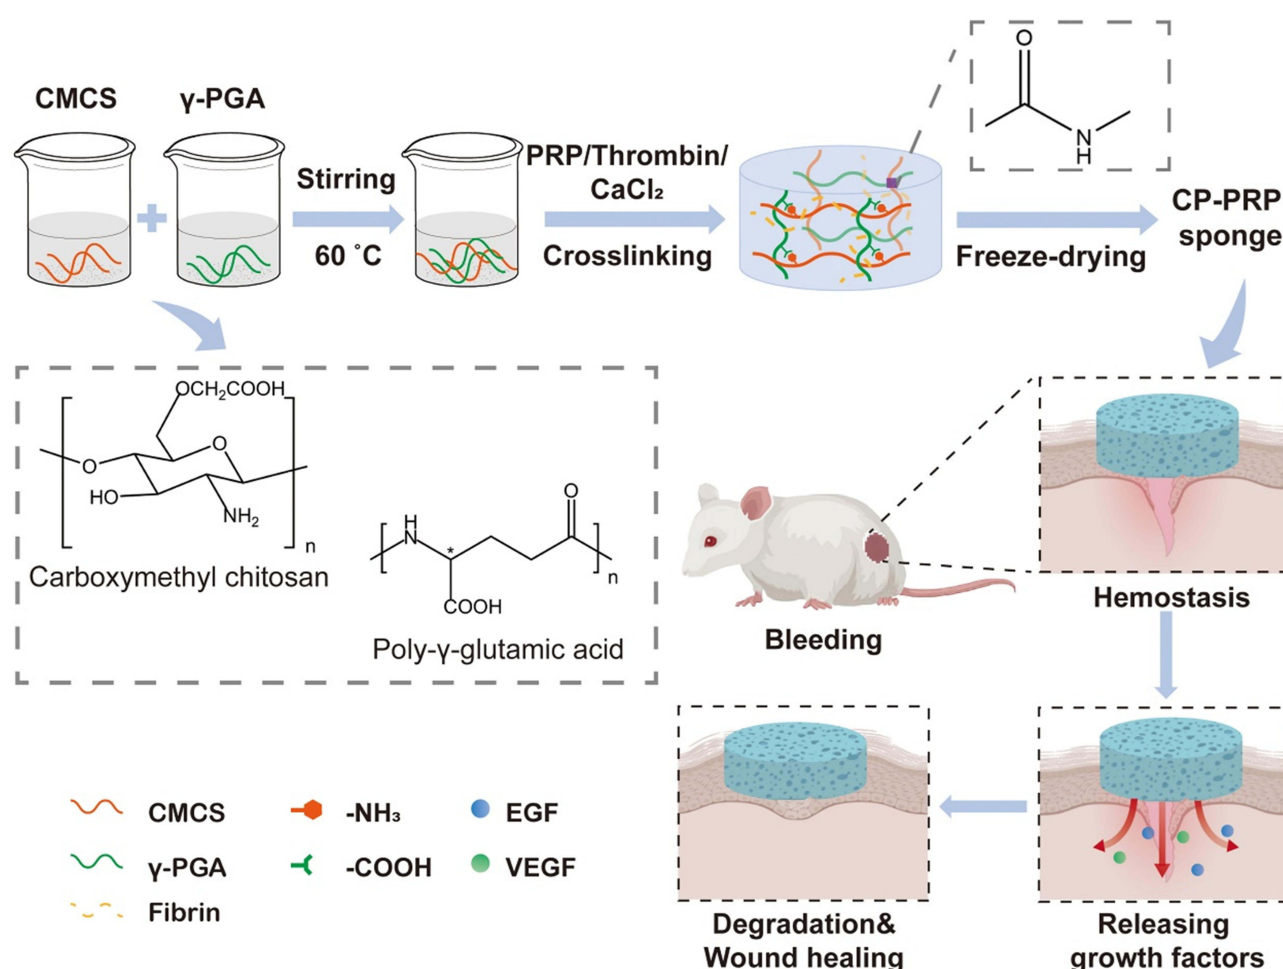 CMCS
γ-PGA
Stirring
60 °C
PRP/Thrombin/
CaCl₂
Crosslinking
O
N
H
Freeze-drying
CP-PRP
sponge
OCH₂COOH
O
O
HO
NH₂
n
Carboxymethyl chitosan
H
N
*
O
n
COOH
Poly-γ-glutamic acid
Bleeding
Hemostasis
Releasing
growth factors
Degradation&
Wound healing
CMCS
-NH₃
EGF
γ-PGA
-COOH
VEGF
Fibrin